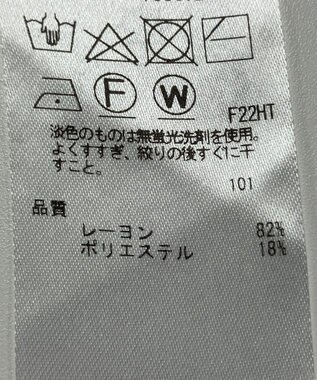 F W
F22HT
淡色のものは無蛍光洗剤を使用。
よくすすぎ、絞りの後すぐに干
すこと。
101
品質
レーヨン 82%
ポリエステル 18%